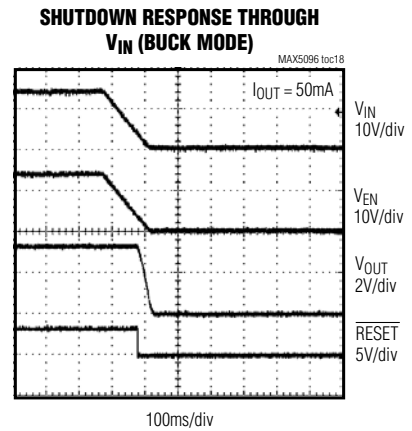 SHUTDOWN RESPONSE THROUGH
VIN (BUCK MODE)
MAX5096 toc18
IOUT = 50mA
VIN
10V/div
VEN
10V/div
VOUT
2V/div
RESET
5V/div
100ms/div